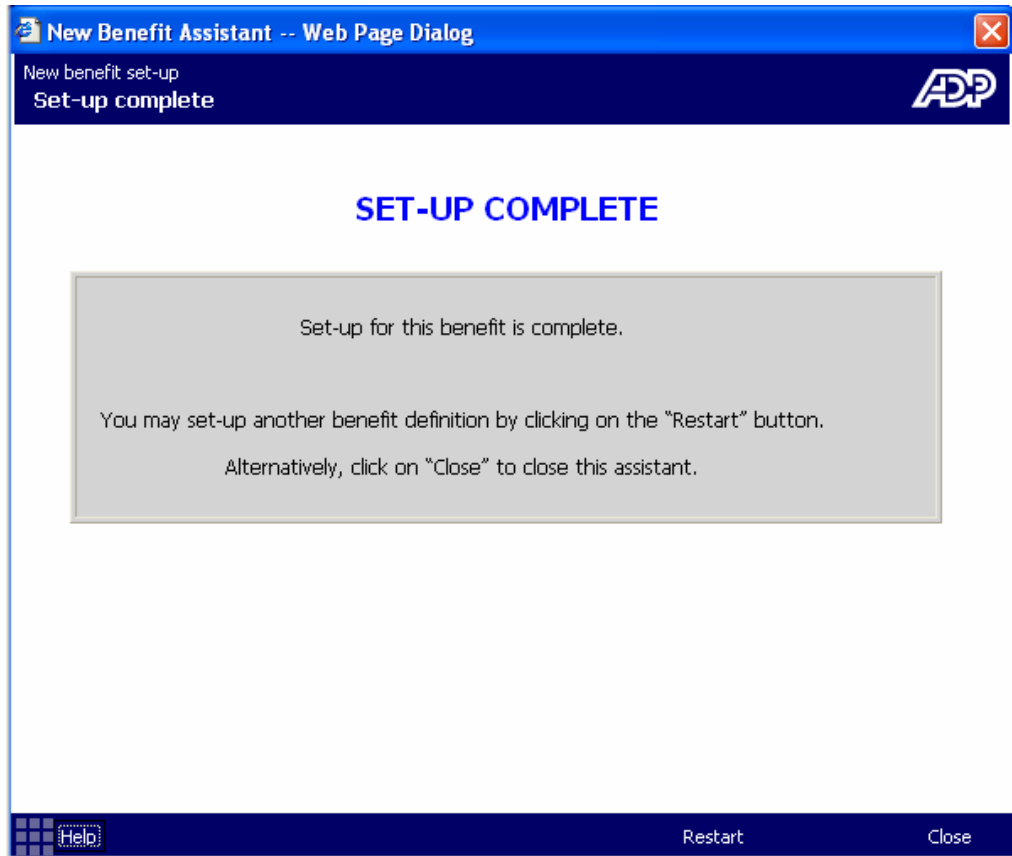 New Benefit Assistant -- Web Page Dialog
New benefit set-up
Set-up complete
ADP
SET-UP COMPLETE
Set-up for this benefit is complete.
You may set-up another benefit definition by clicking on the “Restart” button.
Alternatively, click on “Close” to close this assistant.
Help Restart Close